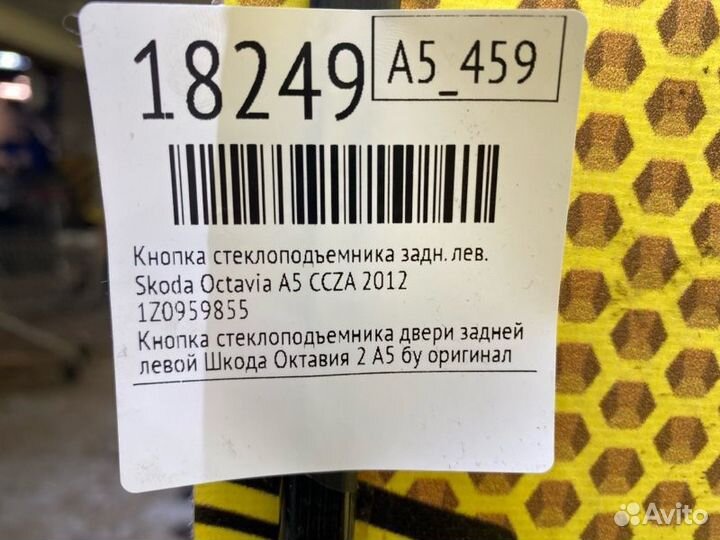 18249
A5_459
Кнопка стеклоподъемника задн. лев.
Skoda Octavia A5 CCZA 2012
1Z0959855
Кнопка стеклоподъемника двери задней
левой Шкода Октавия 2 А5 бу оригинал
Avito